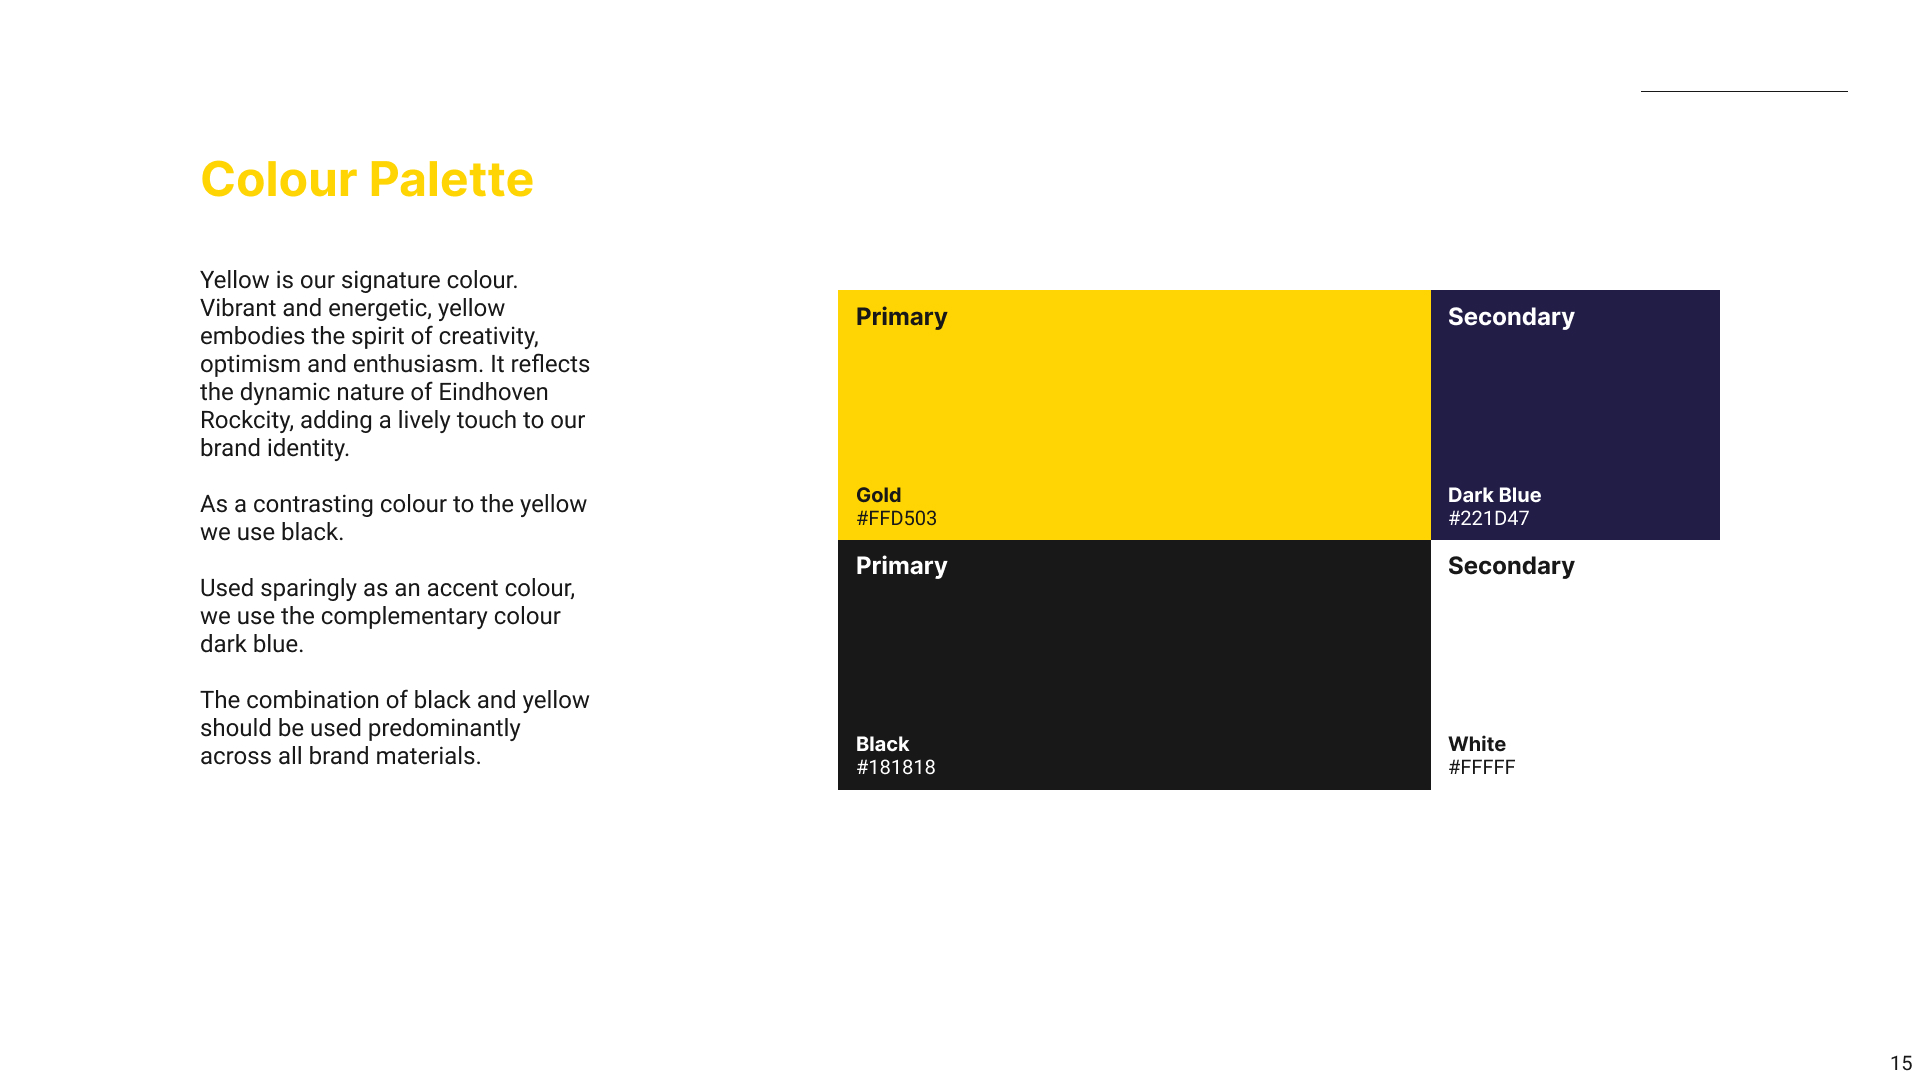 Colour Palette
Yellow is our signature colour.
Vibrant and energetic, yellow
embodies the spirit of creativity,
optimism and enthusiasm. It reflects
the dynamic nature of Eindhoven
Rockcity, adding a lively touch to our
brand identity.
As a contrasting colour to the yellow
we use black.
Used sparingly as an accent colour,
we use the complementary colour
dark blue.
The combination of black and yellow
should be used predominantly
across all brand materials.
Primary
Gold
#FFD503
Secondary
Dark Blue
#221D47
Primary
Black
#181818
Secondary
White
#FFFFF
15